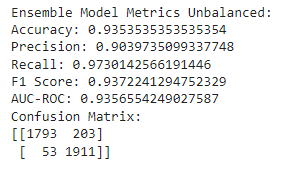 Ensemble Model Metrics Unbalanced:
Accuracy: 0.9353535353535354
Precision: 0.9039735099337748
Recall: 0.9730142566191446
F1 Score: 0.9372241294752329
AUC-ROC: 0.9356554249027587
Confusion Matrix:
[[1793  203]
 [  53 1911]]